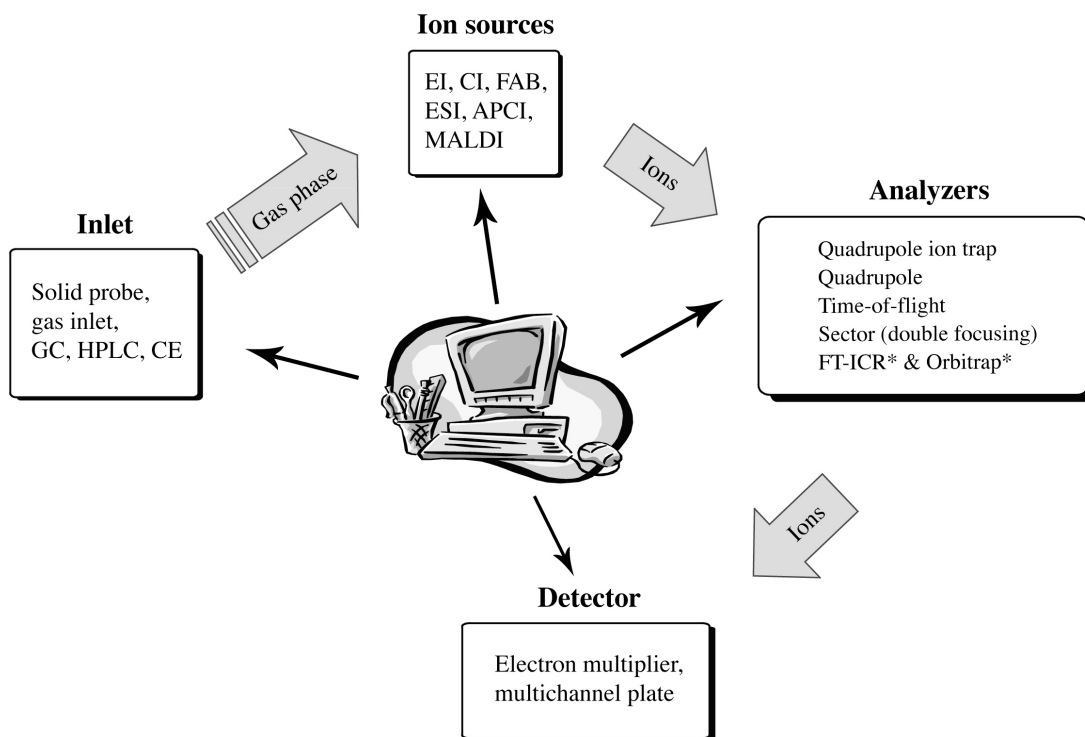 Ion sources
EI, CI, FAB,
ESI, APCI,
MALDI
Gas phase
Ions
Analyzers
Inlet
Quadrupole ion trap
Quadrupole
Time-of-flight
Sector (double focusing)
FT-ICR* & Orbitrap*
Solid probe,
gas inlet,
GC, HPLC, CE
Ions
Detector
Electron multiplier,
multichannel plate